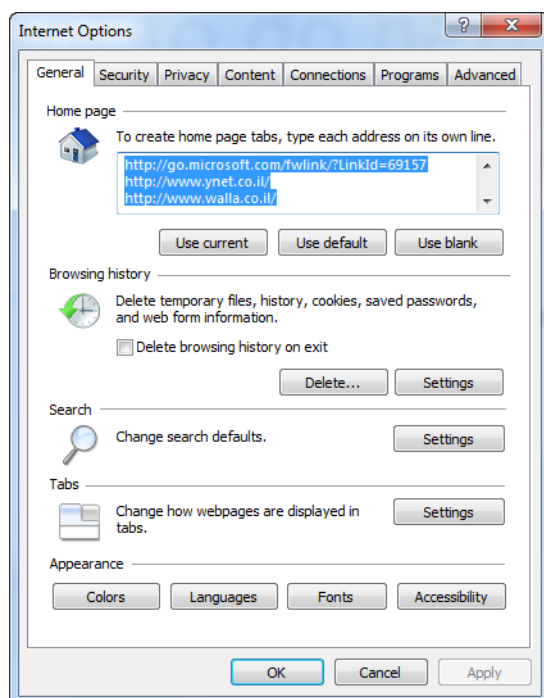 Internet Options
General Security Privacy Content Connections Programs Advanced
Home page
To create home page tabs, type each address on its own line.
http://go.microsoft.com/fwlink/?LinkId=69157
http://www.ynet.co.il/
http://www.walla.co.il/
Use current Use default Use blank
Browsing history
Delete temporary files, history, cookies, saved passwords,
and web form information.
Delete browsing history on exit
Delete... Settings
Search
Change search defaults. Settings
Tabs
Change how webpages are displayed in
tabs.
Settings
Appearance
Colors Languages Fonts Accessibility
OK Cancel Apply